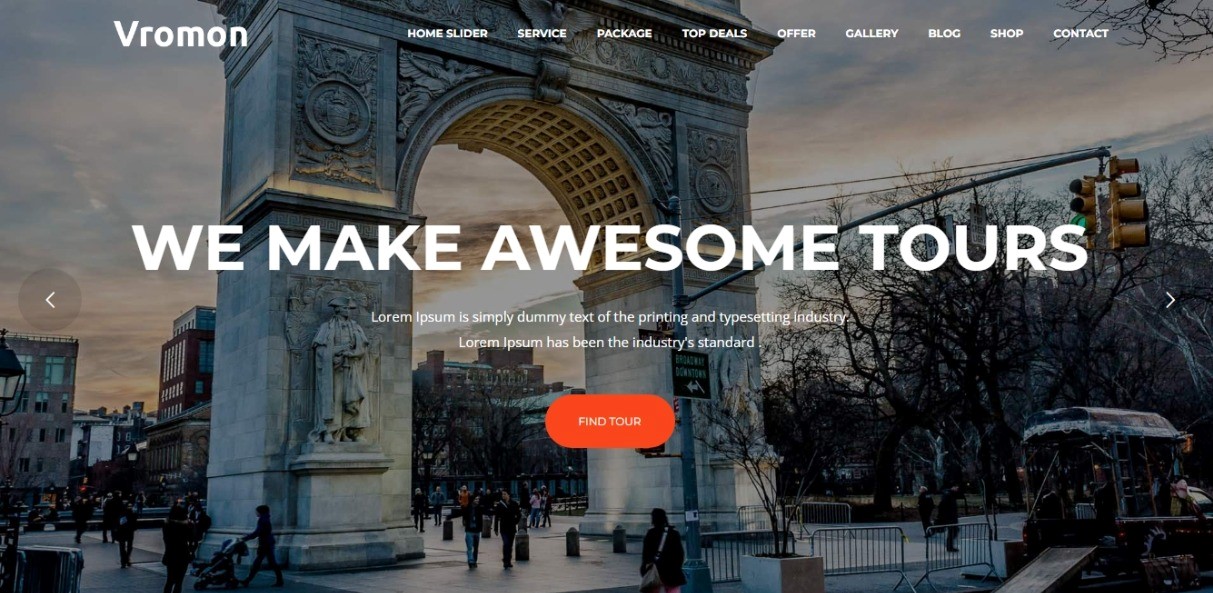 Vromon
HOME SLIDER SERVICE PACKAGE TOP DEALS OFFER GALLERY BLOG SHOP CONTACT
WE MAKE AWESOME TOURS
Lorem Ipsum is simply dummy text of the printing and typesetting industry.
Lorem Ipsum has been the industry's standard .
BROADWAY
DOWNTOWN
FIND TOUR